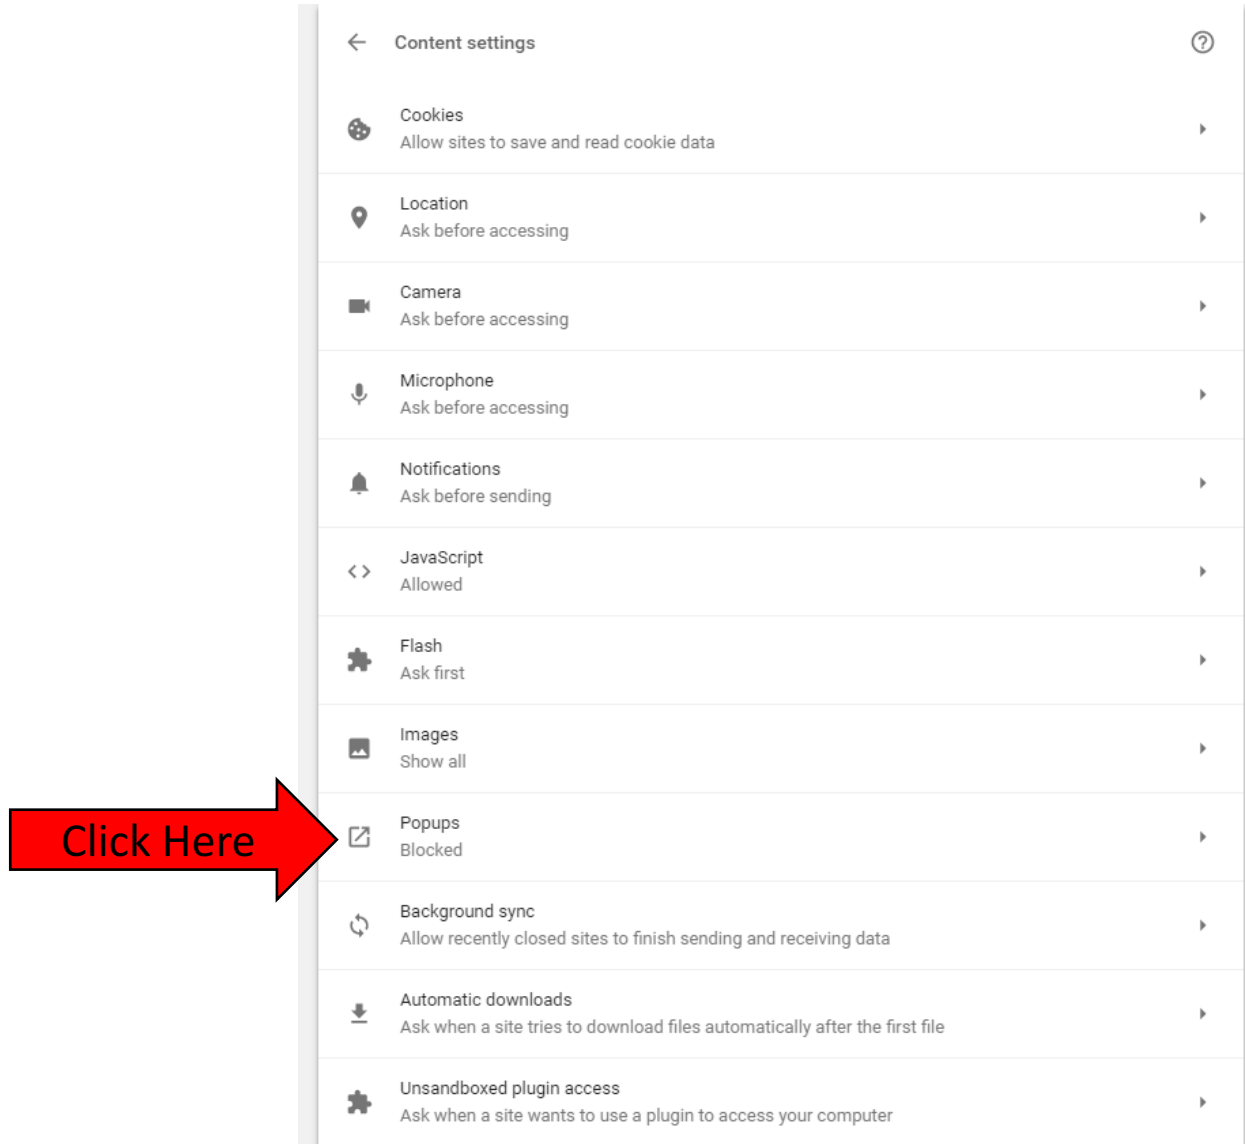 Content settings
Cookies
Allow sites to save and read cookie data
Location
Ask before accessing
Camera
Ask before accessing
Microphone
Ask before accessing
Notifications
Ask before sending
JavaScript
Allowed
Flash
Ask first
Images
Show all
Click Here
Popups
Blocked
Background sync
Allow recently closed sites to finish sending and receiving data
Automatic downloads
Ask when a site tries to download files automatically after the first file
Unsandboxed plugin access
Ask when a site wants to use a plugin to access your computer